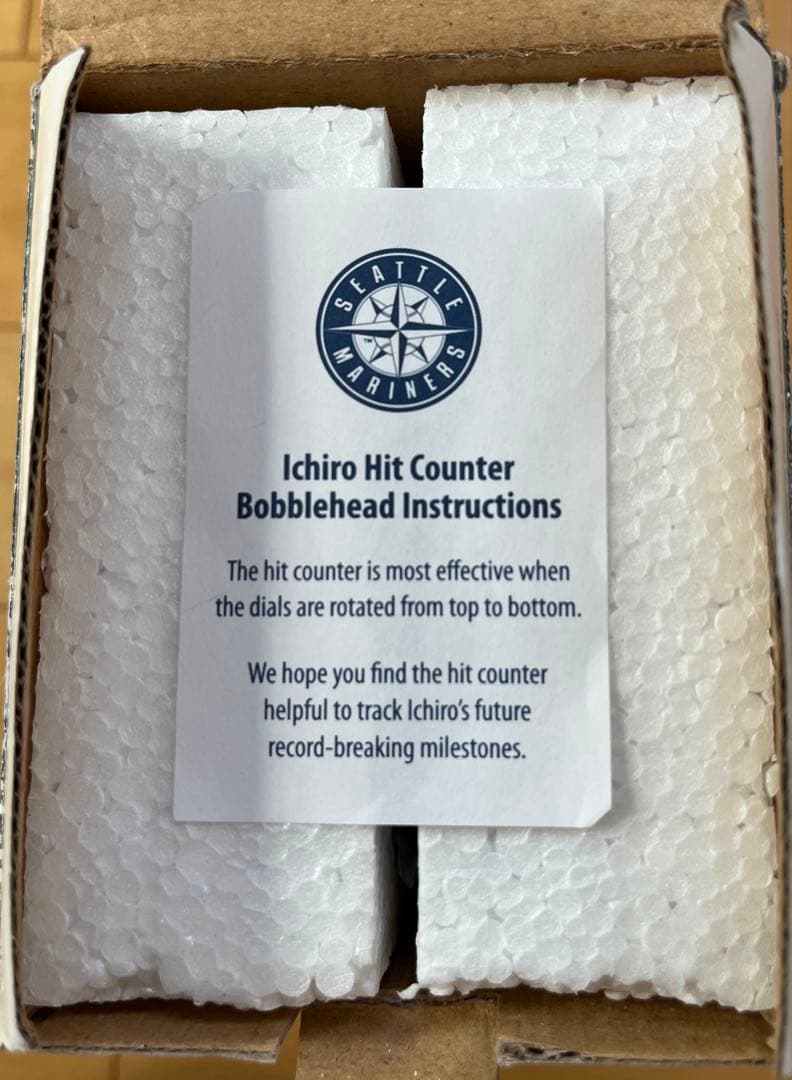 SEATTLE
MARINERS
TM
Ichiro Hit Counter
Bobblehead Instructions
The hit counter is most effective when
the dials are rotated from top to bottom.
We hope you find the hit counter
helpful to track Ichiro’s future
record-breaking milestones.